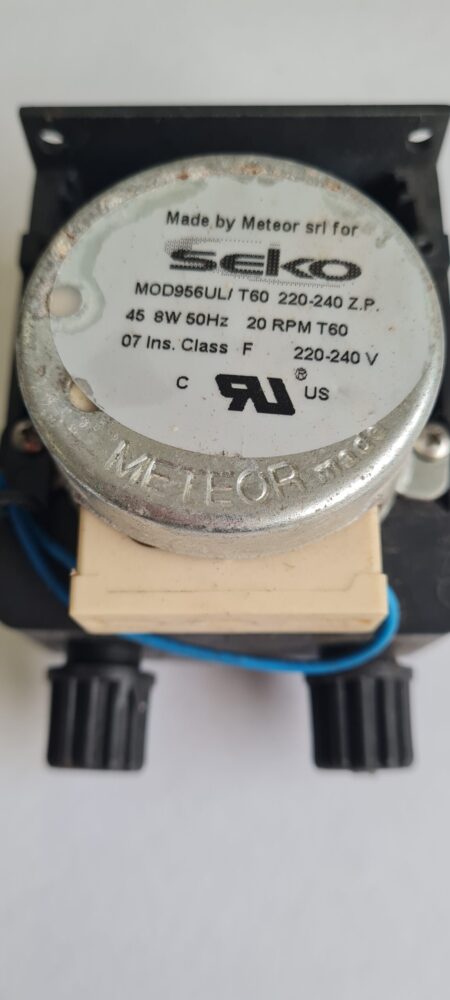 Made by Meteor srl for
seko
MOD956UL/ T60 220-240 Z.P.
45 8W 50Hz 20 RPM T60
07 Ins. Class F 220-240 V
C RU ® US
METEOR